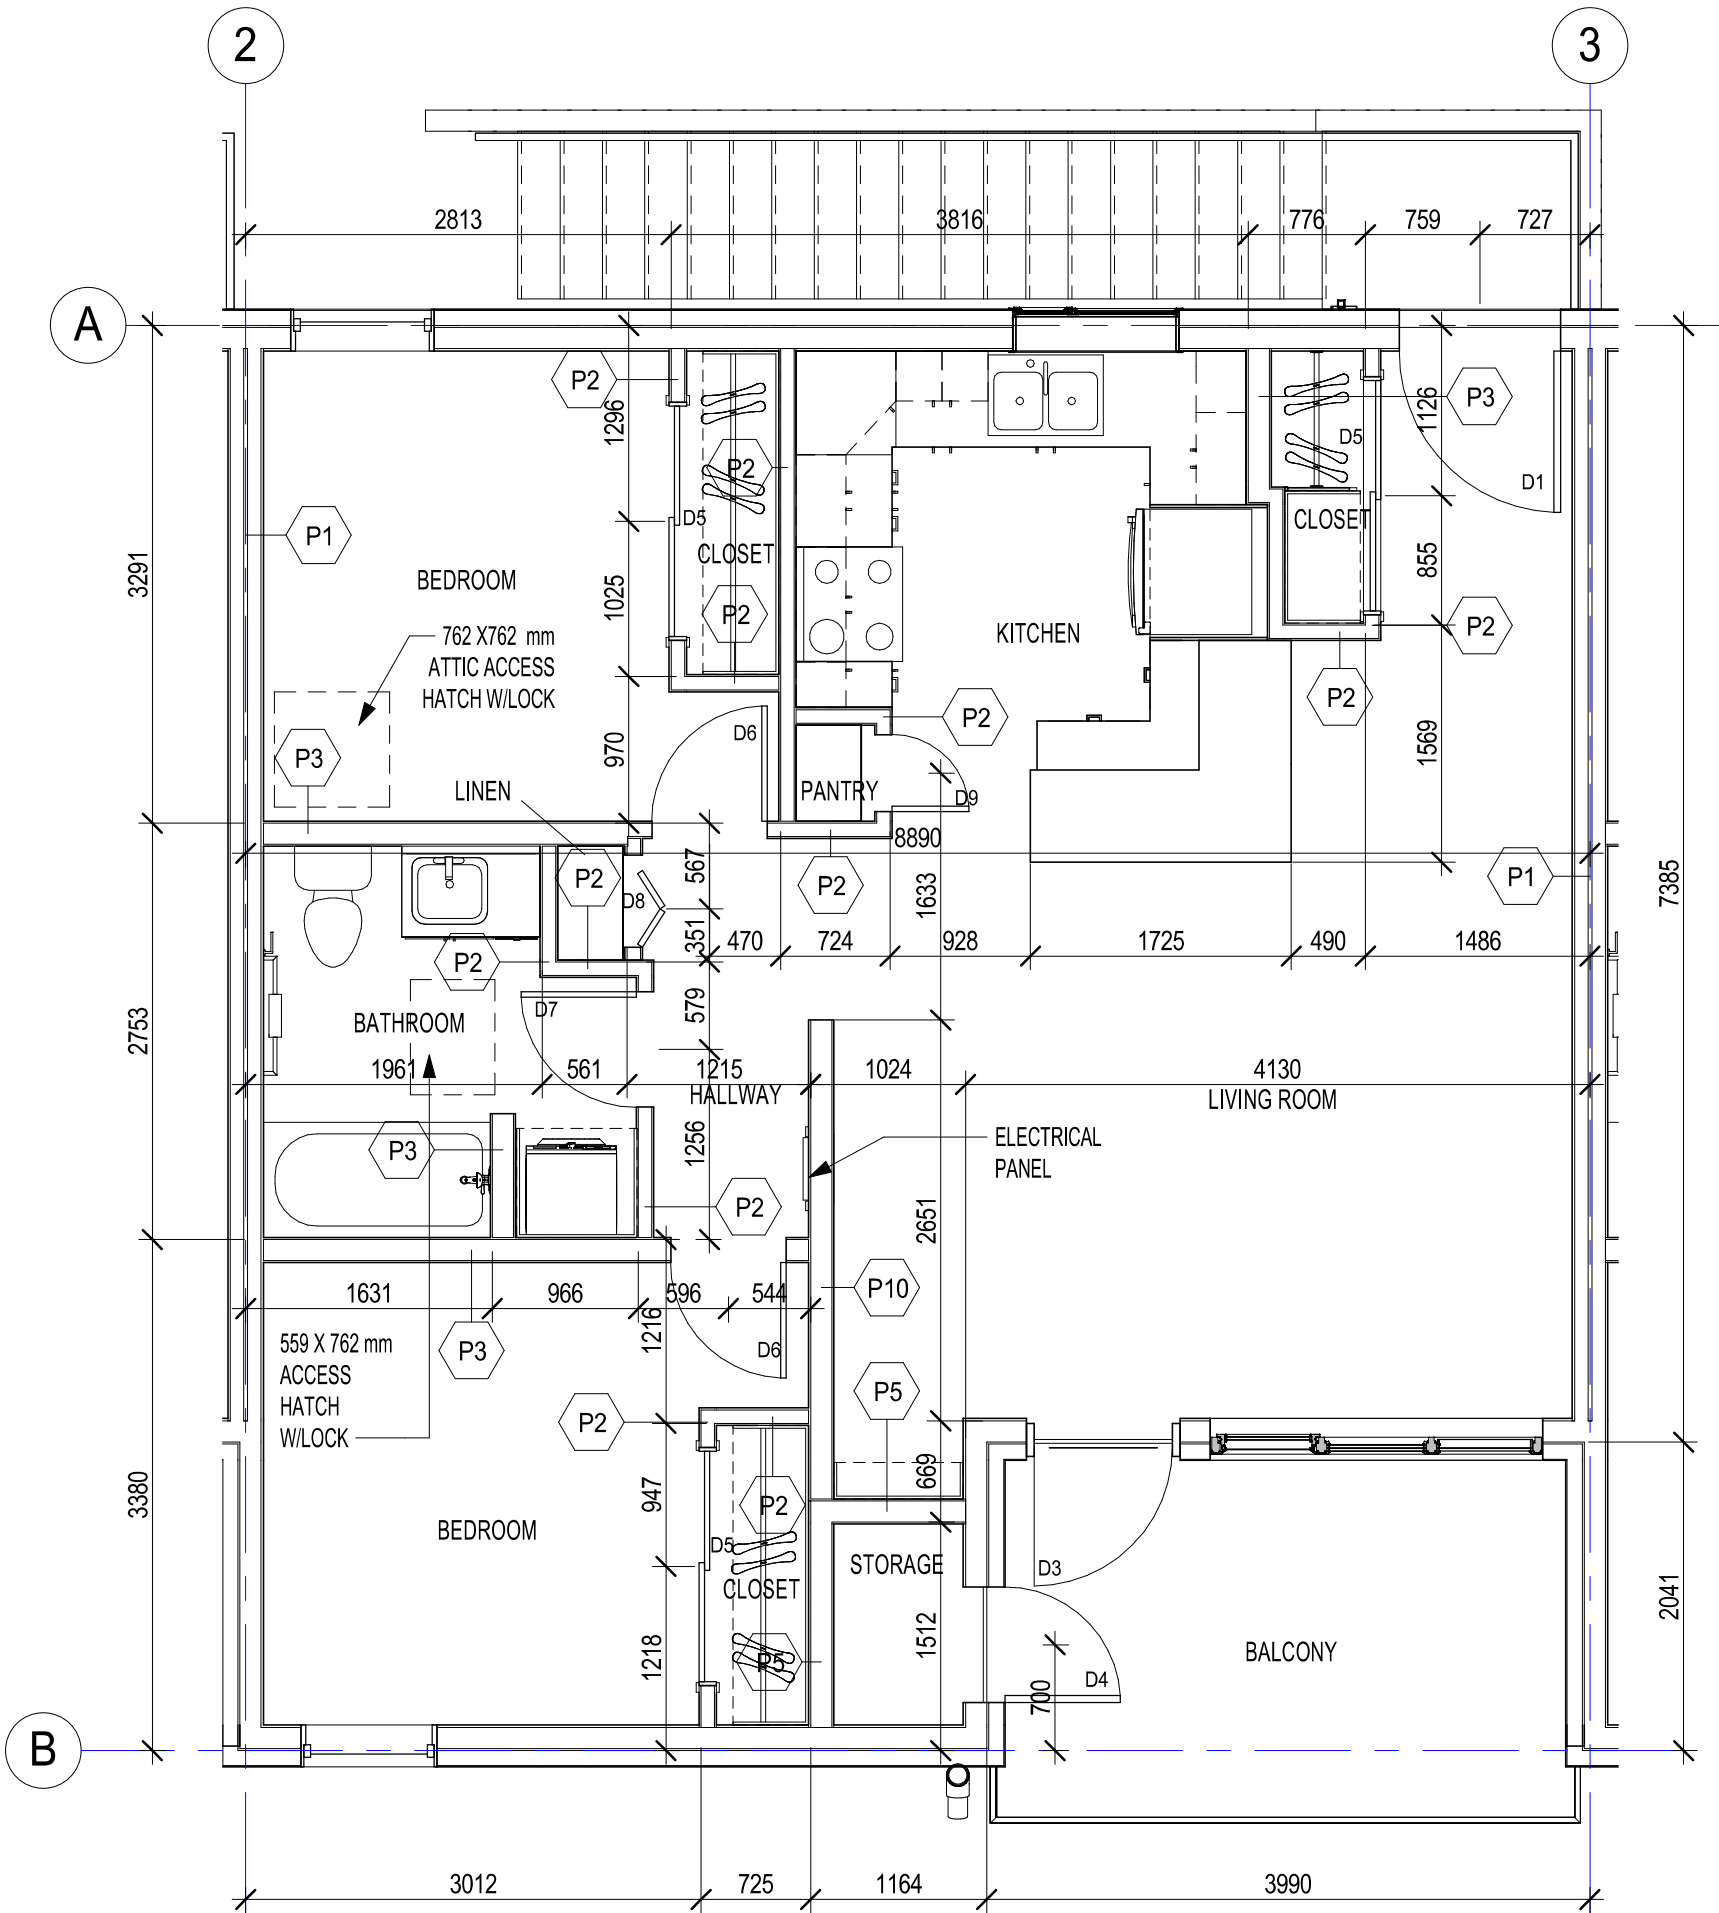 2
3
2813
3816
776
759
727
A
P2
P3
1296
1126
D5
P2
D1
D5
CLOSET
P1
CLOSET
3291
855
BEDROOM
1025
P2
KITCHEN
P2
762 X762 mm
ATTIC ACCESS
HATCH W/LOCK
P2
P2
D6
970
1569
P3
LINEN
PANTRY
D9
8890
567
P2
P2
P1
1633
7385
D8
351
470
724
928
1725
490
1486
P2
579
D7
BATHROOM
2753
1961
561
1215
1024
4130
HALLWAY
LIVING ROOM
1256
ELECTRICAL
PANEL
P3
P2
2651
1631
966
596
544
P10
1216
559 X 762 mm
ACCESS
HATCH
W/LOCK
P3
D6
P5
P2
669
947
P2
3380
BEDROOM
D5
STORAGE
D3
CLOSET
2041
1512
1218
P5
BALCONY
D4
700
B
3012
725
1164
3990